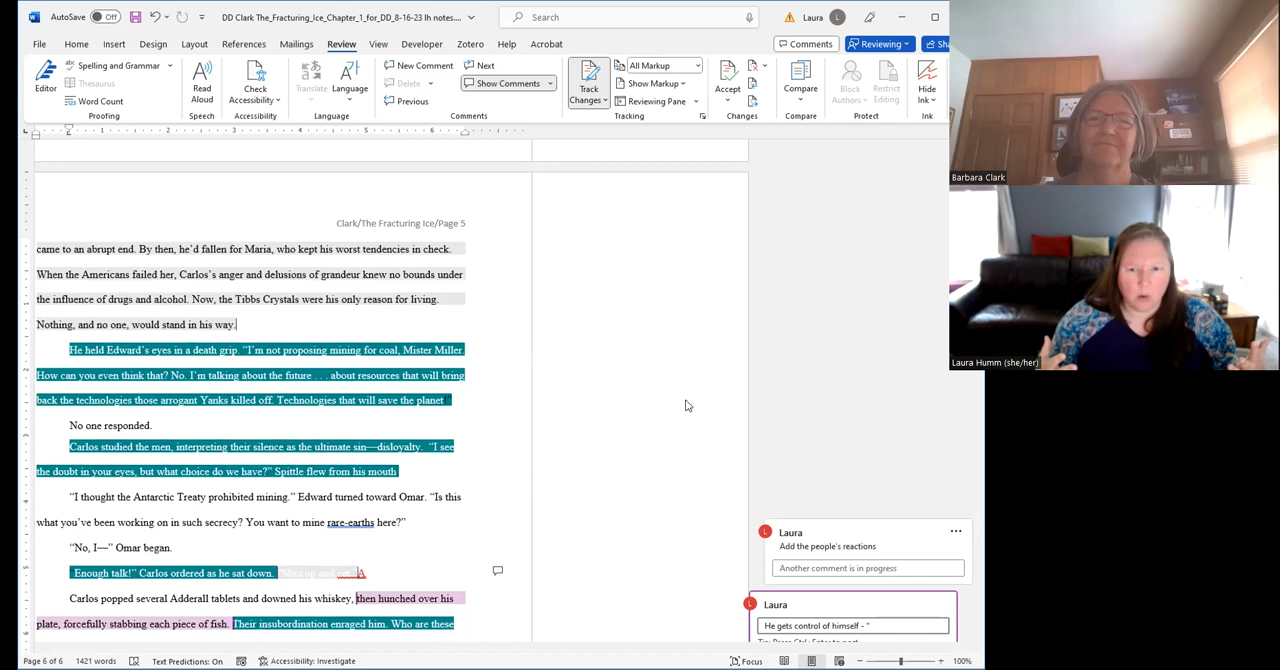 AutoSave Off DD Clark The_Fracturing_Ice_Chapter_1_for_DD_8-16-23 lh notes.... Search Laura
File Home Insert Design Layout References Mailings Review View Developer Zotero Help Acrobat Comments Reviewing Sha
Editor
Spelling and Grammar
Thesaurus
Word Count
Proofing
Read Aloud
Speech
Check Accessibility
Accessibility
Translate
Language
Language
New Comment
Delete
Previous
Next
Show Comments
Comments
Track Changes
All Markup
Show Markup
Reviewing Pane
Tracking
Accept
Changes
Compare
Compare
Block Authors
Restrict Editing
Protect
Hide Ink
Ink
1 2 3 4 5 6
Clark/The Fracturing Ice/Page 5
came to an abrupt end. By then, he'd fallen for Maria, who kept his worst tendencies in check.
When the Americans failed her, Carlos's anger and delusions of grandeur knew no bounds under
the influence of drugs and alcohol. Now, the Tibbs Crystals were his only reason for living.
Nothing, and no one, would stand in his way.
He held Edward's eyes in a death grip. "I'm not proposing mining for coal, Mister Miller.
How can you even think that? No. I'm talking about the future . . . about resources that will bring
back the technologies those arrogant Yanks killed off. Technologies that will save the planet
No one responded.
Carlos studied the men, interpreting their silence as the ultimate sin—disloyalty. "I see
the doubt in your eyes, but what choice do we have?" Spittle flew from his mouth
"I thought the Antarctic Treaty prohibited mining." Edward turned toward Omar. "Is this
what you've been working on in such secrecy? You want to mine rare-earths here?"
"No, I—" Omar began.
"Enough talk!" Carlos ordered as he sat down. "Shut up and eat." A
Carlos popped several Adderall tablets and downed his whiskey, then hunched over his
plate, forcefully stabbing each piece of fish. Their insubordination enraged him. Who are these
L Laura
Add the people's reactions
Another comment is in progress
L Laura
He gets control of himself - "
Page 6 of 6 1421 words Text Predictions: On Accessibility: Investigate Focus 100%
Barbara Clark
Laura Humm (she/her)